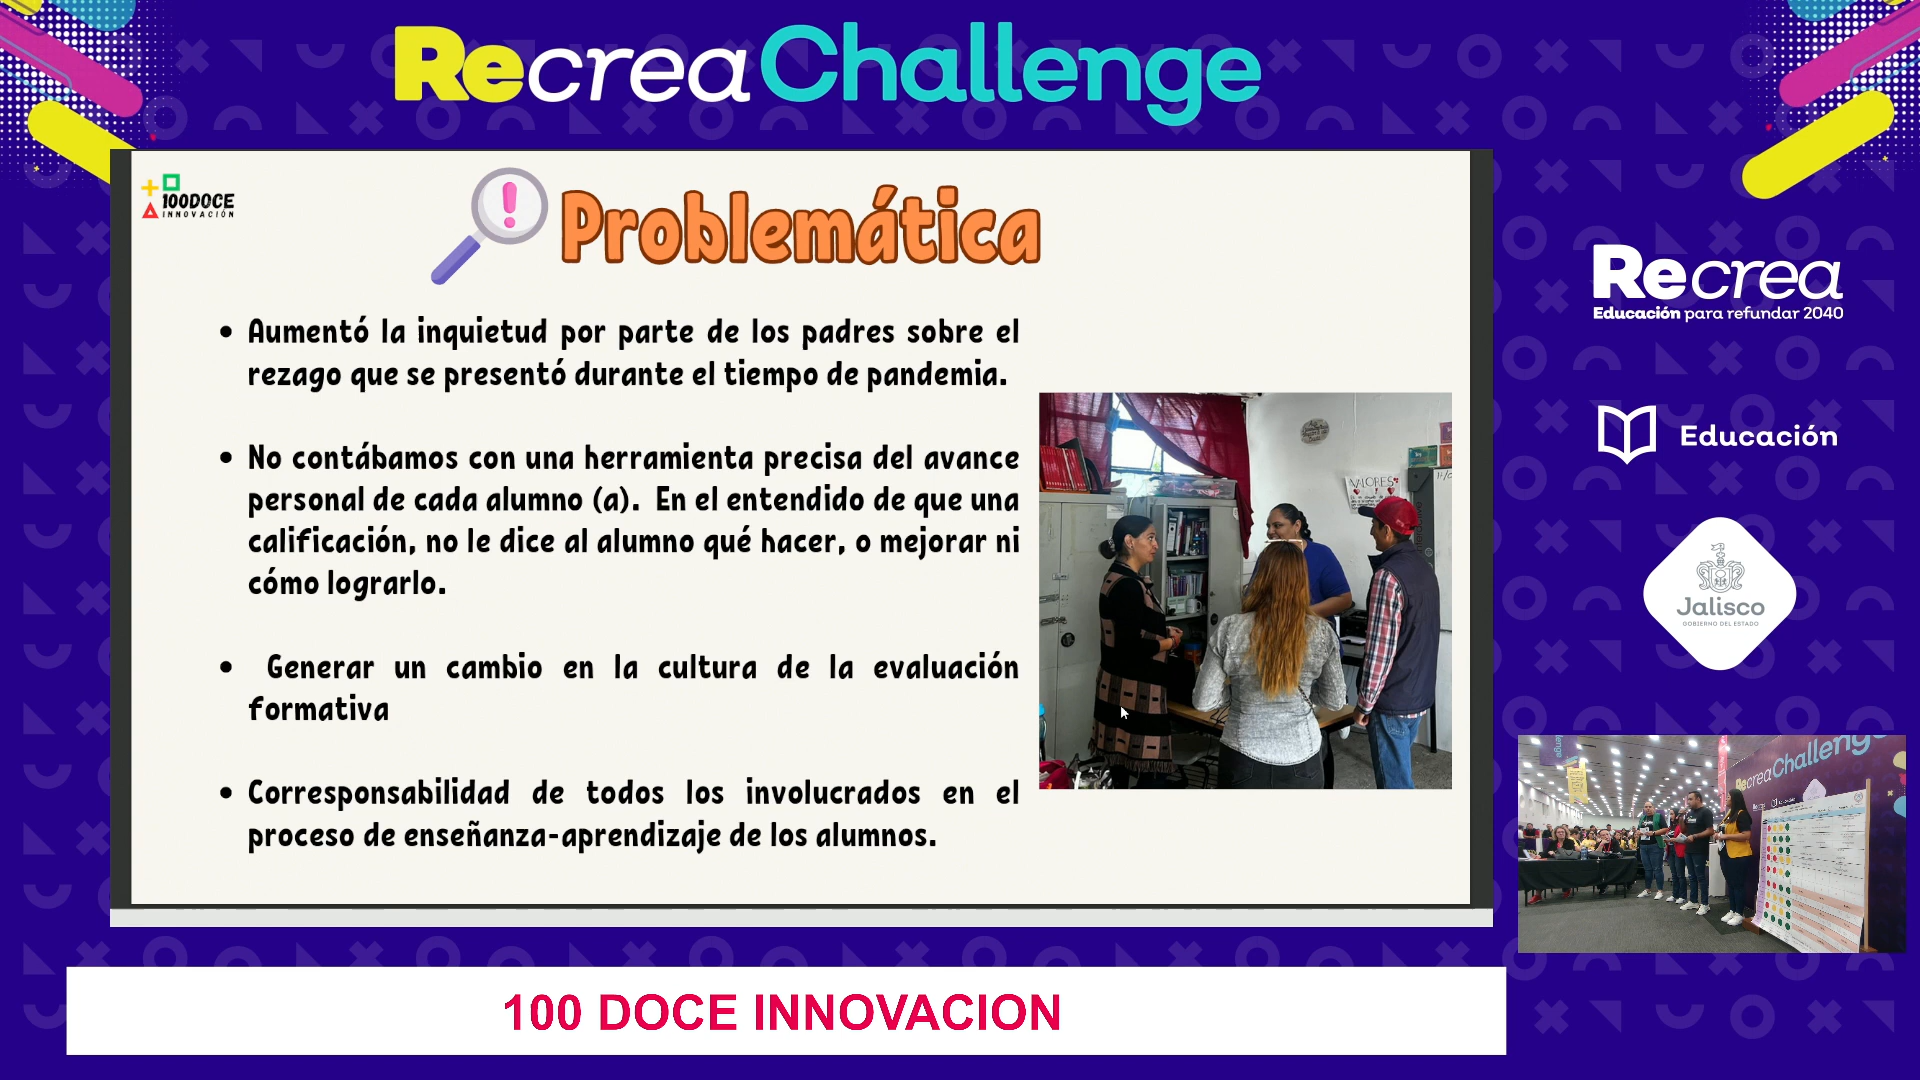 RecreaChallenge
100DOCE
INNOVACIÓN
Problemática
• Aumentó la inquietud por parte de los padres sobre el
rezago que se presentó durante el tiempo de pandemia.
• No contábamos con una herramienta precisa del avance
personal de cada alumno (a). En el entendido de que una
calificación, no le dice al alumno qué hacer, o mejorar ni
cómo lograrlo.
• Generar un cambio en la cultura de la evaluación
formativa
• Corresponsabilidad de todos los involucrados en el
proceso de enseñanza-aprendizaje de los alumnos.
VALORES
Recrea
Educación para refundar 2040
Educación
Jalisco
GOBIERNO DEL ESTADO
RecreaChallenge
100 DOCE INNOVACION